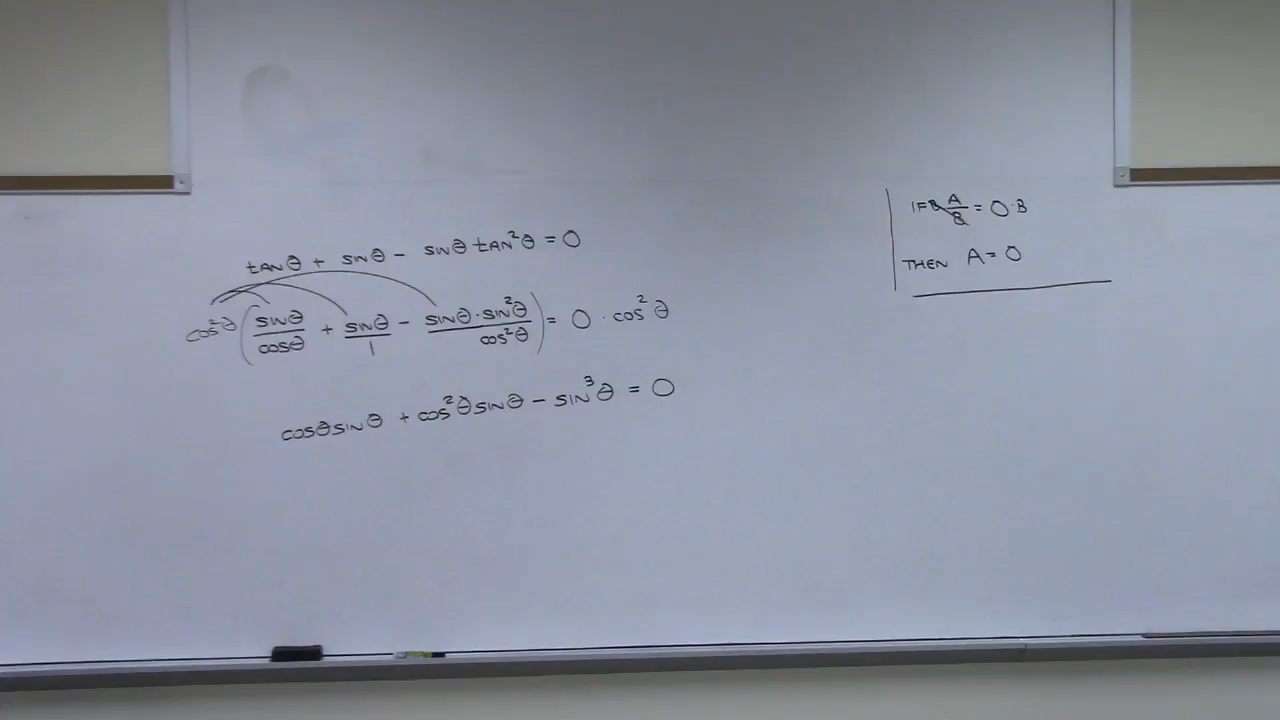 tanθ + sinθ − sinθ tan²θ = 0
cos²θ ( sinθ/cosθ + sinθ/1 − sinθ·sin²θ/cos²θ ) = 0 · cos²θ
cosθsinθ + cos²θsinθ − sin³θ = 0
IF B A/B = 0·B
THEN A = 0